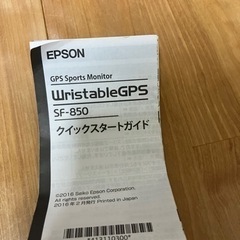 EPSON
GPS Sports Monitor
WristableGPS
SF-850
クイックスタートガイド
©2016 Seiko Epson Corporation.
All rights reserved.
2016年2月発行 Printed in Japan
*413110300*